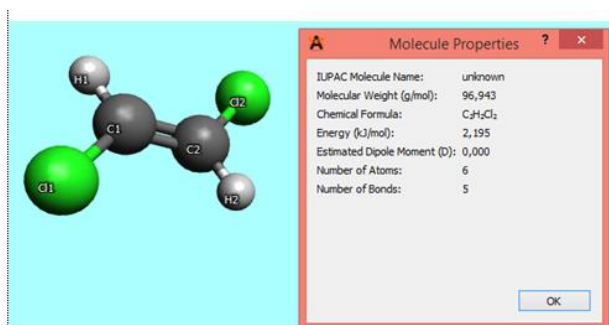 H1
Cl2
C1
C2
Cl1
H2
Molecule Properties ? ×
IUPAC Molecule Name: unknown
Molecular Weight (g/mol): 96,943
Chemical Formula: C₂H₂Cl₂
Energy (kJ/mol): 2,195
Estimated Dipole Moment (D): 0,000
Number of Atoms: 6
Number of Bonds: 5
OK